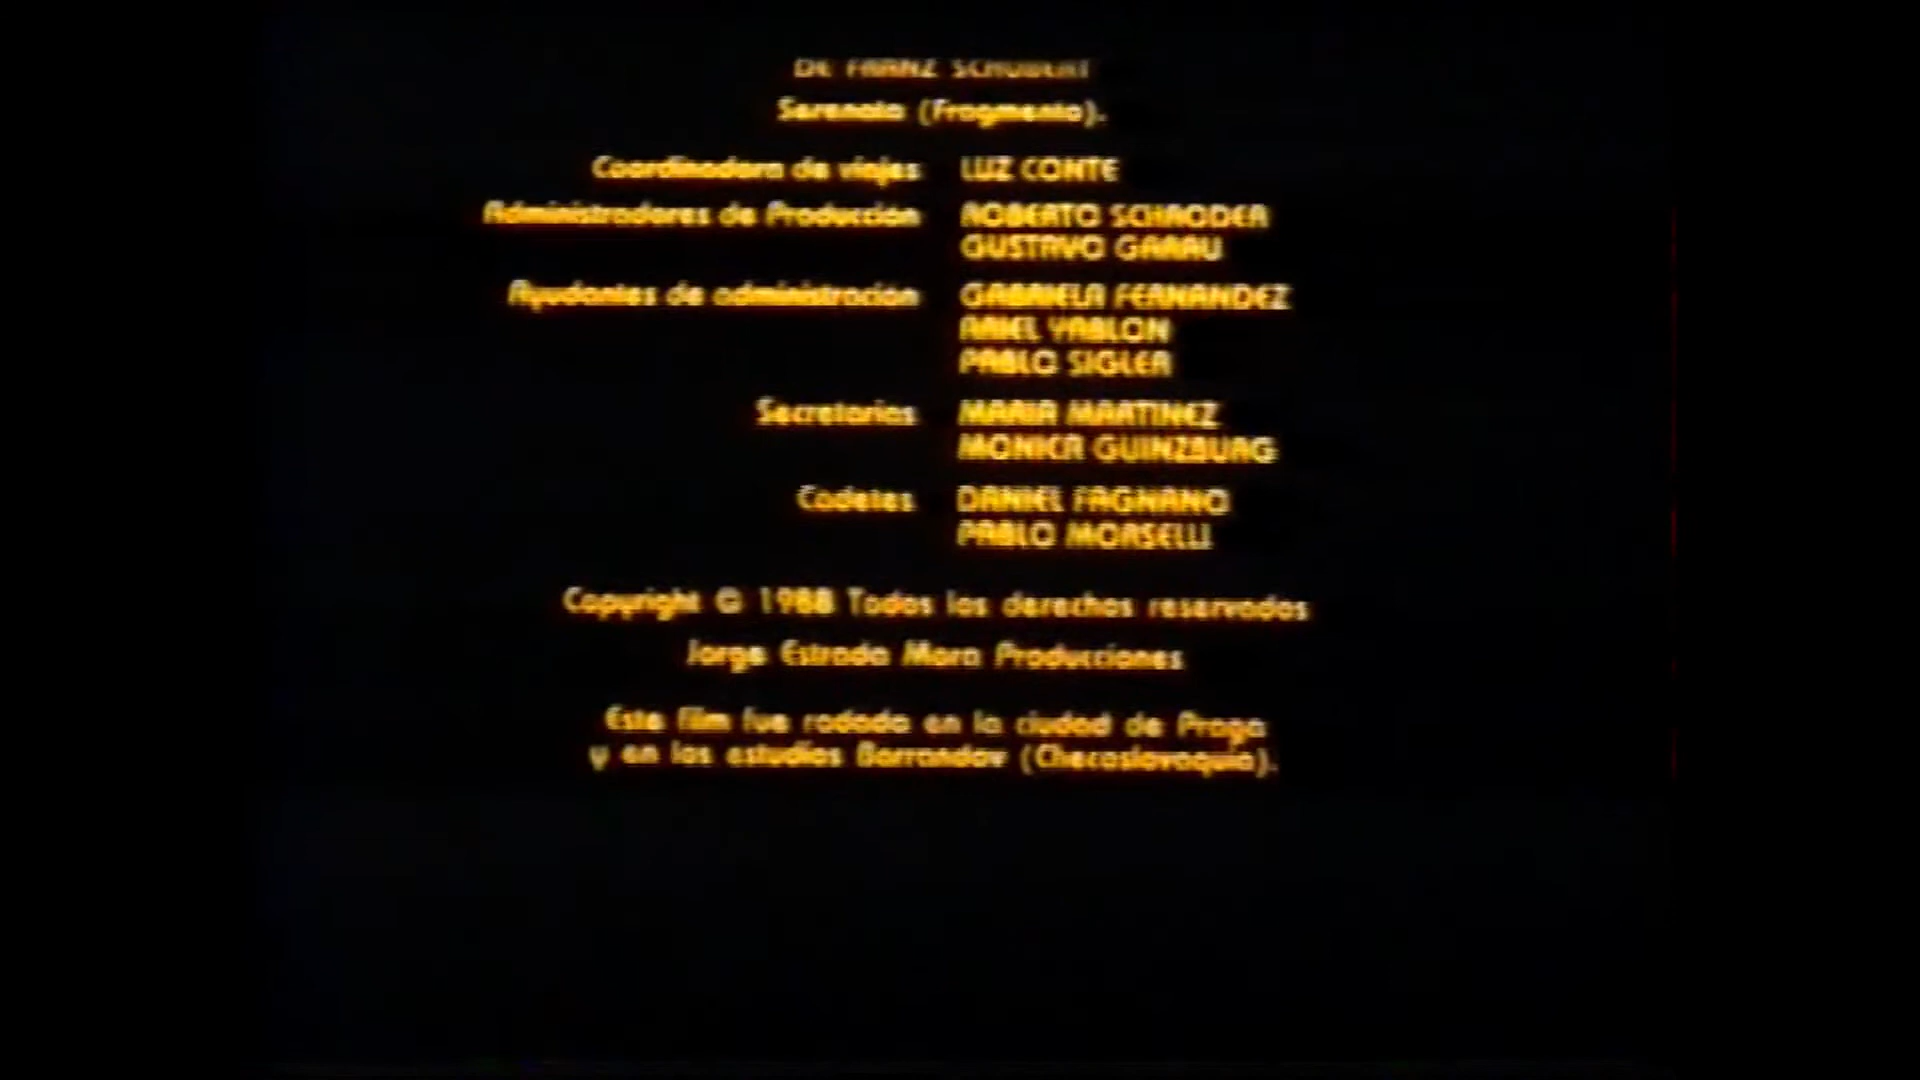 DE FRANZ SCHUBERT
Serenata (Fragmento).
Coordinadora de viajes LUZ CONTE
Administradores de Producción ROBERTO SCHRODER
GUSTAVO GARAU
Ayudantes de administración GABRIELA FERNANDEZ
ARIEL YABLON
PABLO SIGLER
Secretarias MARIA MARTINEZ
MONICA GUINZBURG
Cadetes DANIEL FAGNANO
PABLO MORSELLI
Copyright © 1988 Todos los derechos reservados
Jorge Estrada Mora Producciones
Este film fue rodado en la ciudad de Praga
y en los estudios Barrandov (Checoslovaquia).